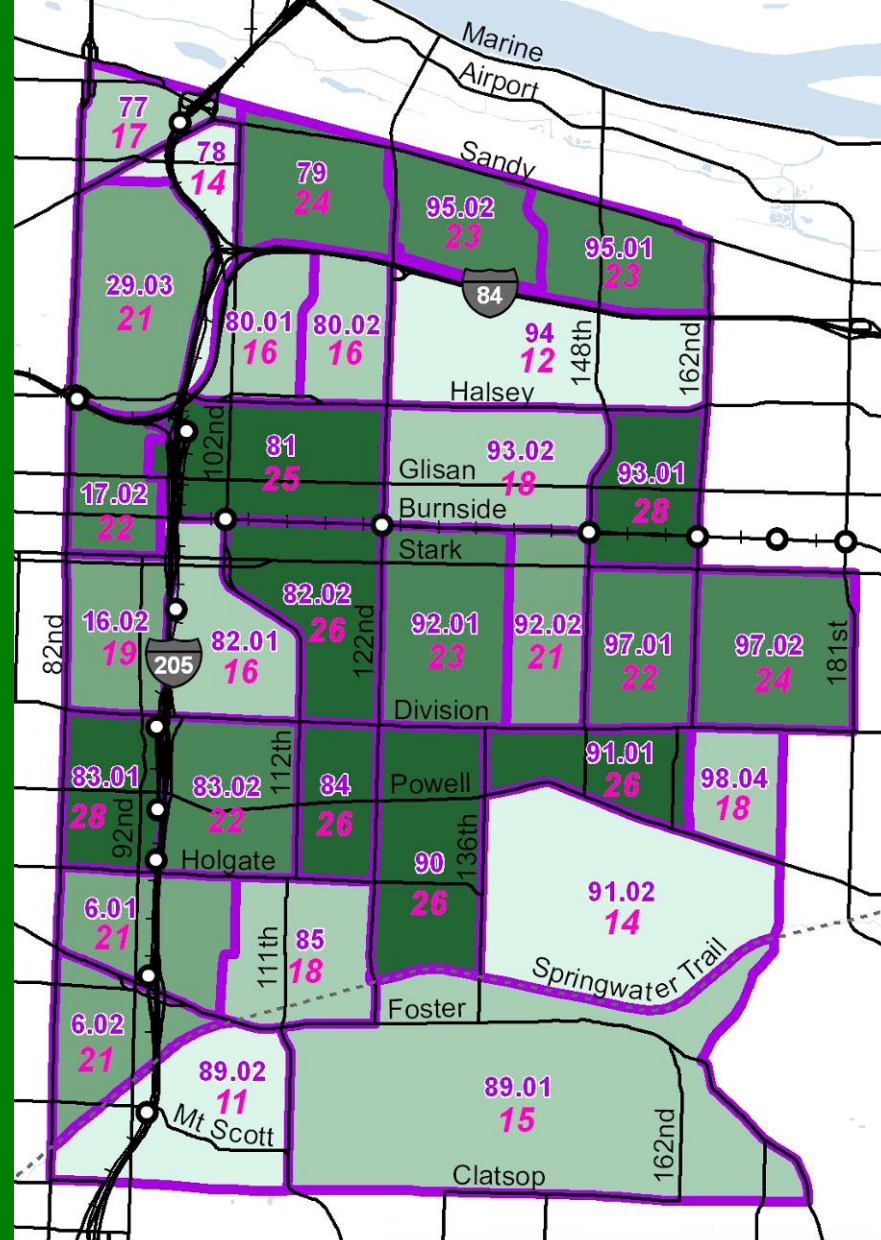 Marine
Airport
Sandy
77
17
78
14
79
24
95.02
23
95.01
23
29.03
21
84
80.01
16
80.02
16
94
12
148th
162nd
Halsey
102nd
81
25
93.02
18
Glisan
93.01
28
17.02
22
Burnside
Stark
82nd
16.02
19
205
82.01
16
82.02
26
122nd
92.01
23
92.02
21
97.01
22
97.02
24
181st
Division
83.01
28
92nd
83.02
22
112th
84
26
Powell
136th
91.01
26
98.04
18
Holgate
90
26
91.02
14
6.01
21
111th
85
18
Springwater Trail
Foster
6.02
21
89.02
11
Mt Scott
89.01
15
162nd
Clatsop